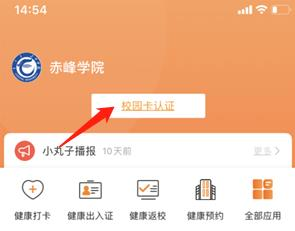 14:54
赤峰学院
校园卡认证
小丸子播报 10天前 更多 >
健康打卡 健康出入证 健康返校 健康预约 全部应用